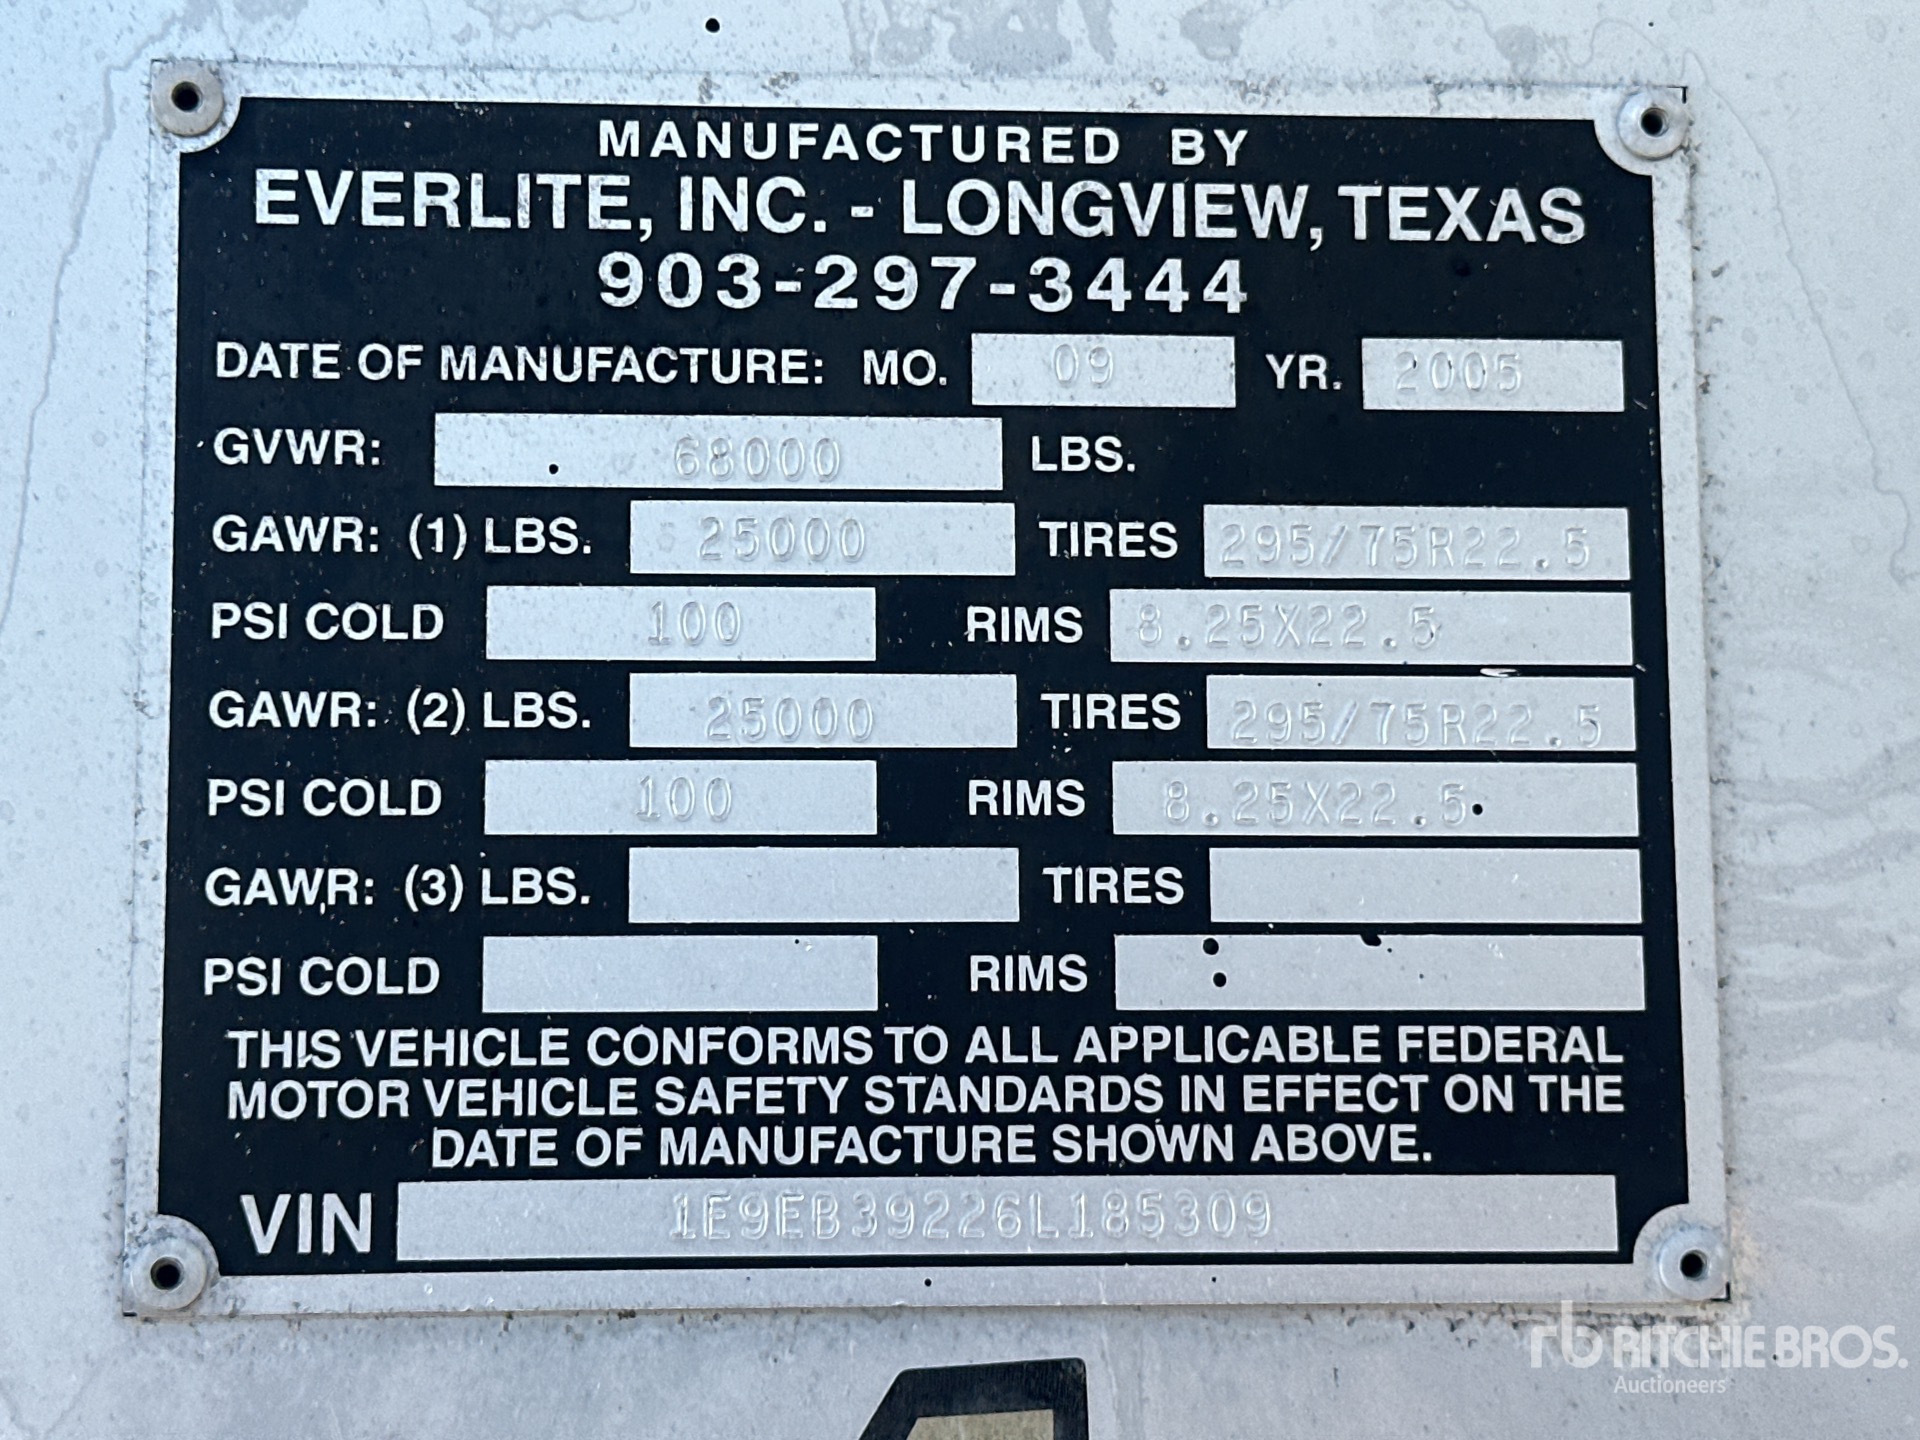 MANUFACTURED BY
EVERLITE, INC. - LONGVIEW, TEXAS
903-297-3444
DATE OF MANUFACTURE: MO. 09 YR. 2005
GVWR: 68000 LBS.
GAWR: (1) LBS. 25000 TIRES 295/75R22.5
PSI COLD 100 RIMS 8.25X22.5
GAWR: (2) LBS. 25000 TIRES 295/75R22.5
PSI COLD 100 RIMS 8.25X22.5
GAWR: (3) LBS. TIRES
PSI COLD RIMS
THIS VEHICLE CONFORMS TO ALL APPLICABLE FEDERAL
MOTOR VEHICLE SAFETY STANDARDS IN EFFECT ON THE
DATE OF MANUFACTURE SHOWN ABOVE.
VIN 1E9EB39226L185309
rb RITCHIE BROS.
Auctioneers